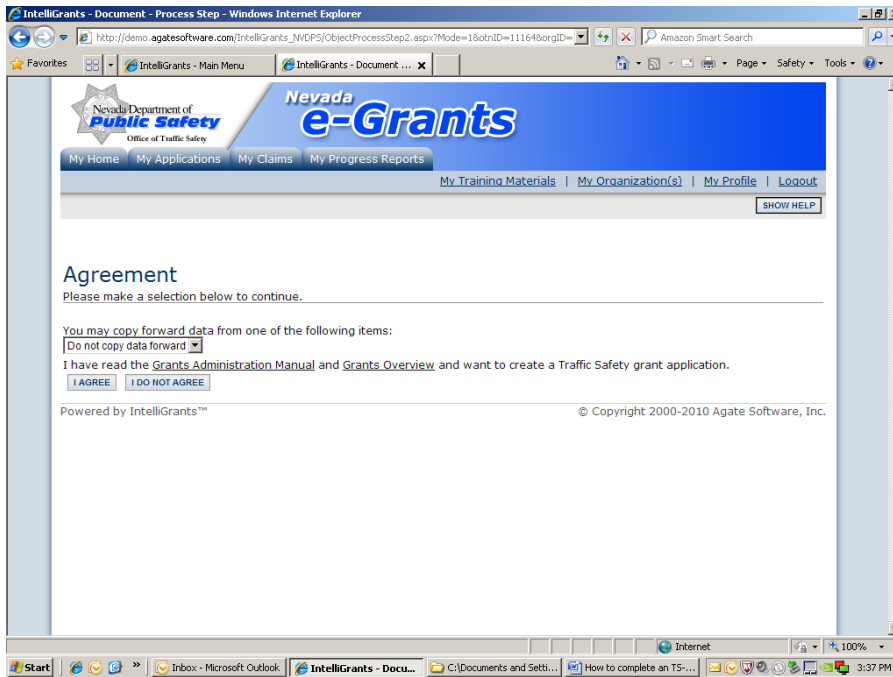 IntelliGrants - Document - Process Step - Windows Internet Explorer
http://demo.agatesoftware.com/IntelliGrants_NVDPS/ObjectProcessStep2.aspx?Mode=1&otnID=11164&orgID=
Amazon Smart Search
Favorites
IntelliGrants - Main Menu
IntelliGrants - Document ...
Page
Safety
Tools
Nevada Department of
Public Safety
Office of Traffic Safety
Nevada
e-Grants
My Home
My Applications
My Claims
My Progress Reports
My Training Materials | My Organization(s) | My Profile | Logout
SHOW HELP
Agreement
Please make a selection below to continue.
You may copy forward data from one of the following items:
Do not copy data forward
I have read the Grants Administration Manual and Grants Overview and want to create a Traffic Safety grant application.
I AGREE
I DO NOT AGREE
Powered by IntelliGrants™
© Copyright 2000-2010 Agate Software, Inc.
Internet
100%
Start
Inbox - Microsoft Outlook
IntelliGrants - Docu...
C:\Documents and Setti...
How to complete an TS-...
3:37 PM